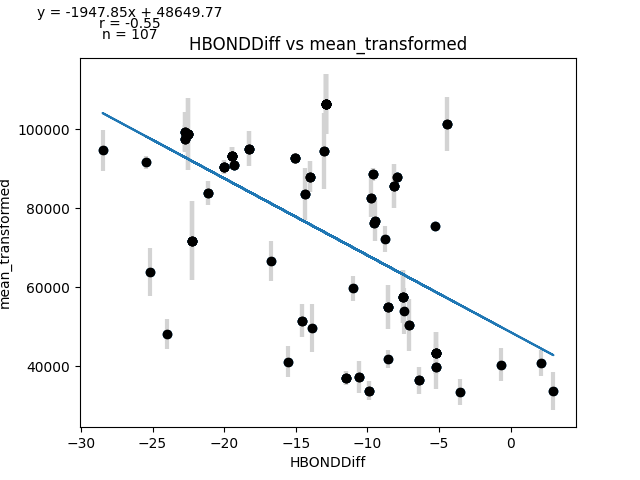 y = -1947.85x + 48649.77
r = -0.55
n = 107
HBONDDiff vs mean_transformed
mean_transformed
100000
80000
60000
40000
−30
−25
−20
−15
−10
−5
0
HBONDDiff